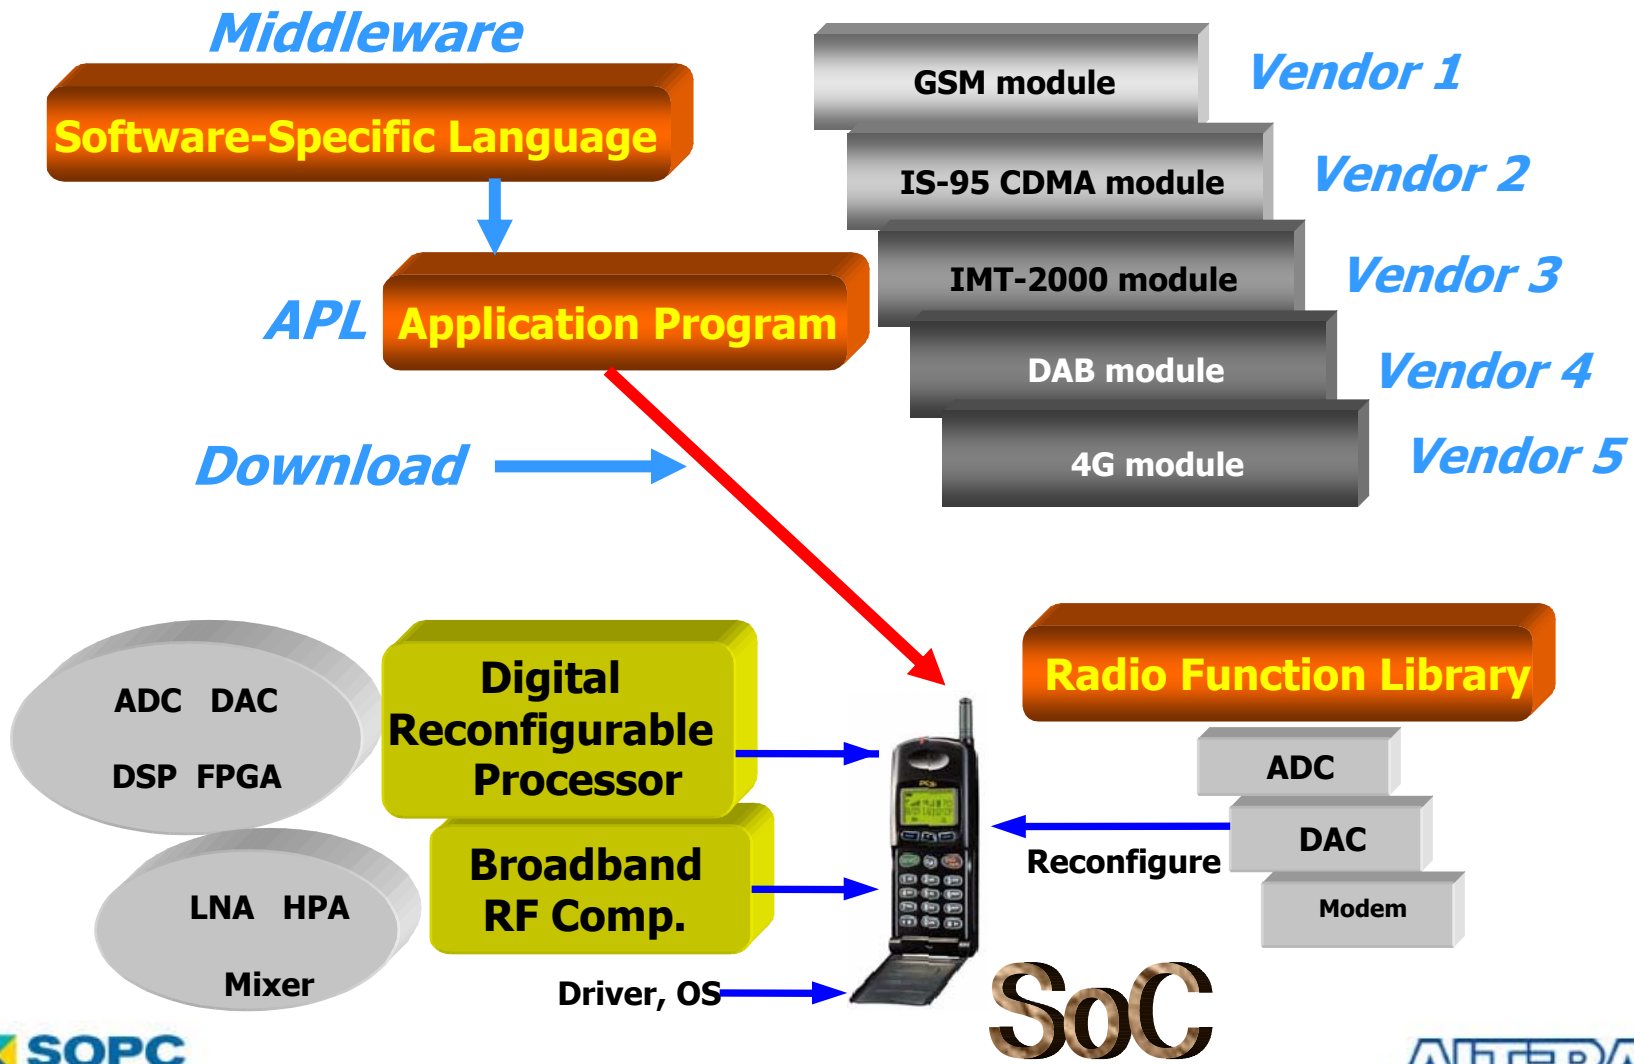 Middleware
Software-Specific Language
APL
Application Program
Download
GSM module
Vendor 1
IS-95 CDMA module
Vendor 2
IMT-2000 module
Vendor 3
DAB module
Vendor 4
4G module
Vendor 5
ADC DAC
DSP FPGA
Digital
Reconfigurable
Processor
LNA HPA
Mixer
Broadband
RF Comp.
Driver, OS
Radio Function Library
ADC
DAC
Modem
Reconfigure
SoC
SOPC
ALTERA